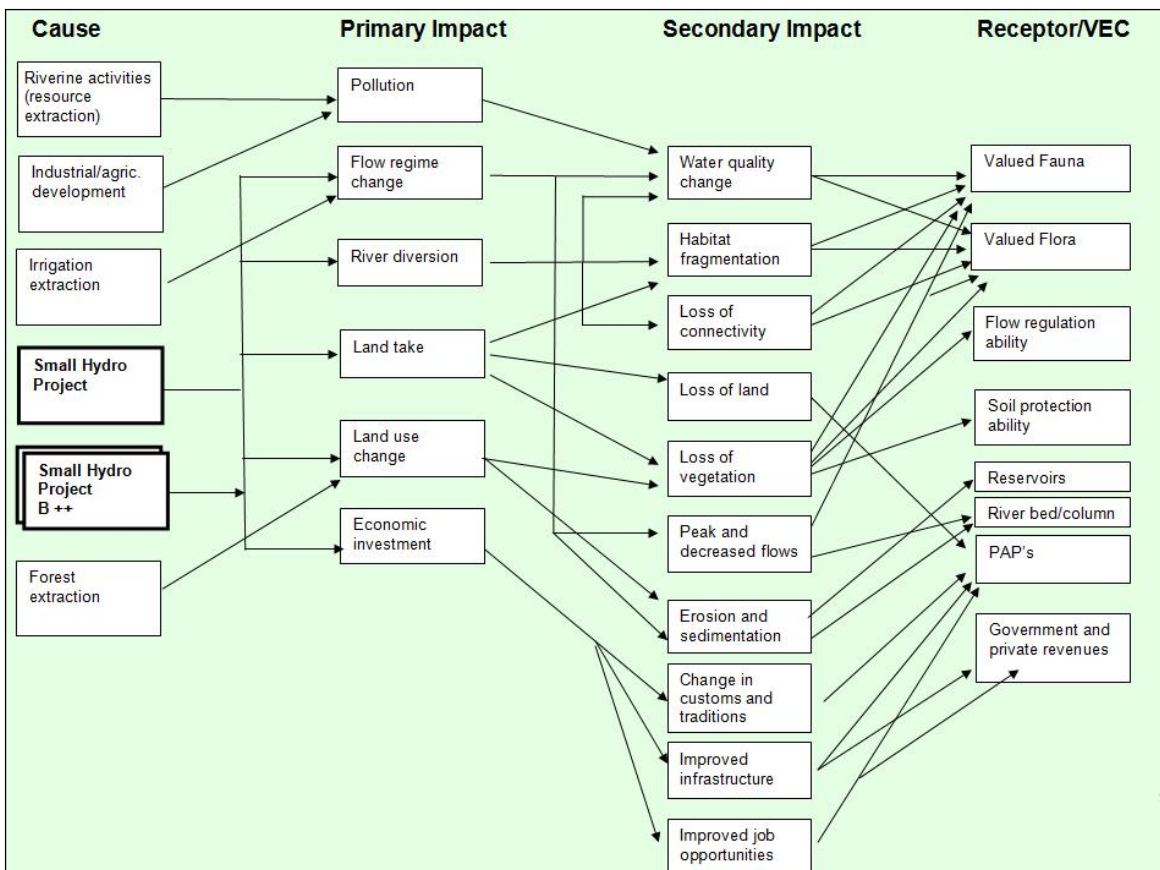 Cause
Primary Impact
Secondary Impact
Receptor/VEC
Riverine activities
(resource
extraction)
Industrial/agric.
development
Irrigation
extraction
Small Hydro
Project
Small Hydro
Project
B ++
Forest
extraction
Pollution
Flow regime
change
River diversion
Land take
Land use
change
Economic
investment
Water quality
change
Habitat
fragmentation
Loss of
connectivity
Loss of land
Loss of
vegetation
Peak and
decreased flows
Erosion and
sedimentation
Change in
customs and
traditions
Improved
infrastructure
Improved job
opportunities
Valued Fauna
Valued Flora
Flow regulation
ability
Soil protection
ability
Reservoirs
River bed/column
PAP's
Government and
private revenues